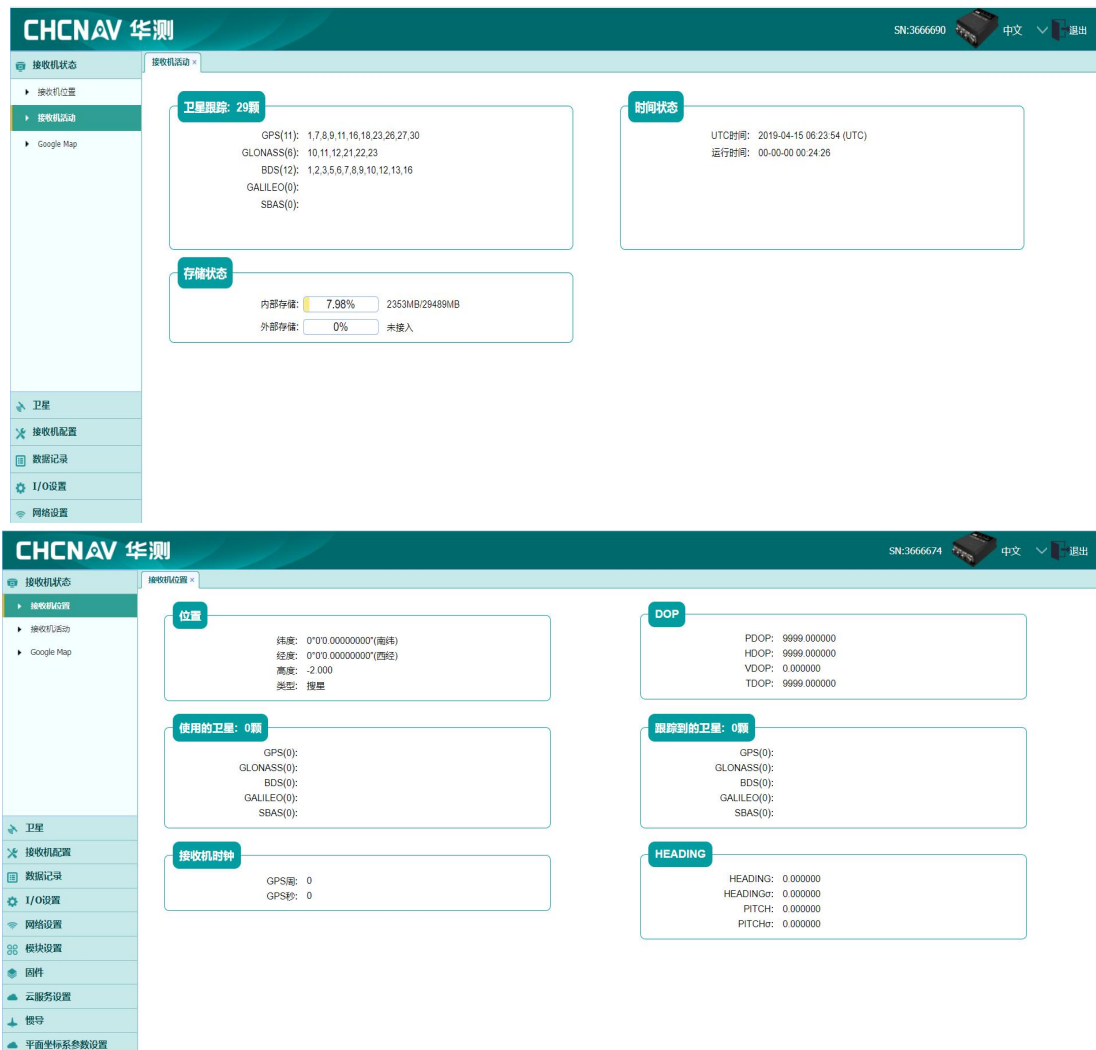 CHCNAV 华测
SN:3666690 中文 退出
接收机状态
接收机活动 ×
接收机位置
接收机活动
Google Map
卫星跟踪: 29颗
GPS(11): 1,7,8,9,11,16,18,23,26,27,30
GLONASS(6): 10,11,12,21,22,23
BDS(12): 1,2,3,5,6,7,8,9,10,12,13,16
GALILEO(0):
SBAS(0):
时间状态
UTC时间: 2019-04-15 06:23:54 (UTC)
运行时间: 00-00-00 00:24:26
存储状态
内部存储: 7.98% 2353MB/29489MB
外部存储: 0% 未接入
卫星
接收机配置
数据记录
I/O设置
网络设置
CHCNAV 华测
SN:3666674 中文 退出
接收机状态
接收机位置 ×
接收机位置
接收机活动
Google Map
位置
纬度: 0°0'0.00000000"(南纬)
经度: 0°0'0.00000000"(西经)
高度: -2.000
类型: 搜星
DOP
PDOP: 9999.000000
HDOP: 9999.000000
VDOP: 0.000000
TDOP: 9999.000000
使用的卫星: 0颗
GPS(0):
GLONASS(0):
BDS(0):
GALILEO(0):
SBAS(0):
跟踪到的卫星: 0颗
GPS(0):
GLONASS(0):
BDS(0):
GALILEO(0):
SBAS(0):
接收机时钟
GPS周: 0
GPS秒: 0
HEADING
HEADING: 0.000000
HEADINGσ: 0.000000
PITCH: 0.000000
PITCHσ: 0.000000
卫星
接收机配置
数据记录
I/O设置
网络设置
模块设置
固件
云服务设置
惯导
平面坐标系参数设置